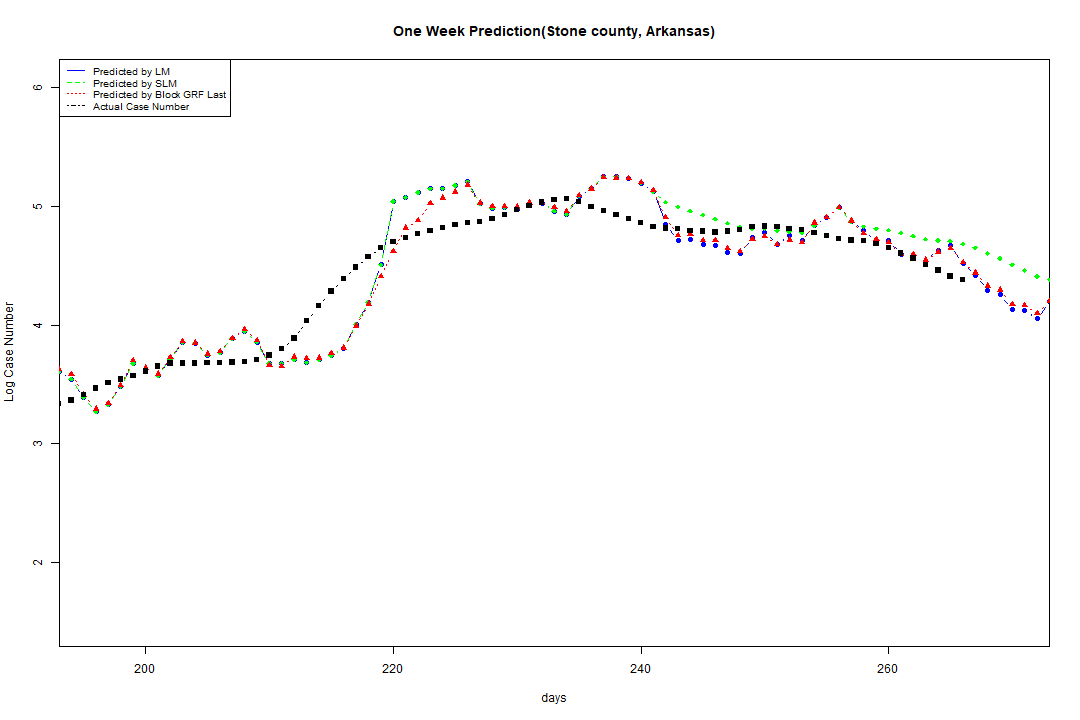 One Week Prediction(Stone county, Arkansas)
Predicted by LM
Predicted by SLM
Predicted by Block GRF Last
Actual Case Number
6
5
4
3
2
Log Case Number
200 220 240 260
days